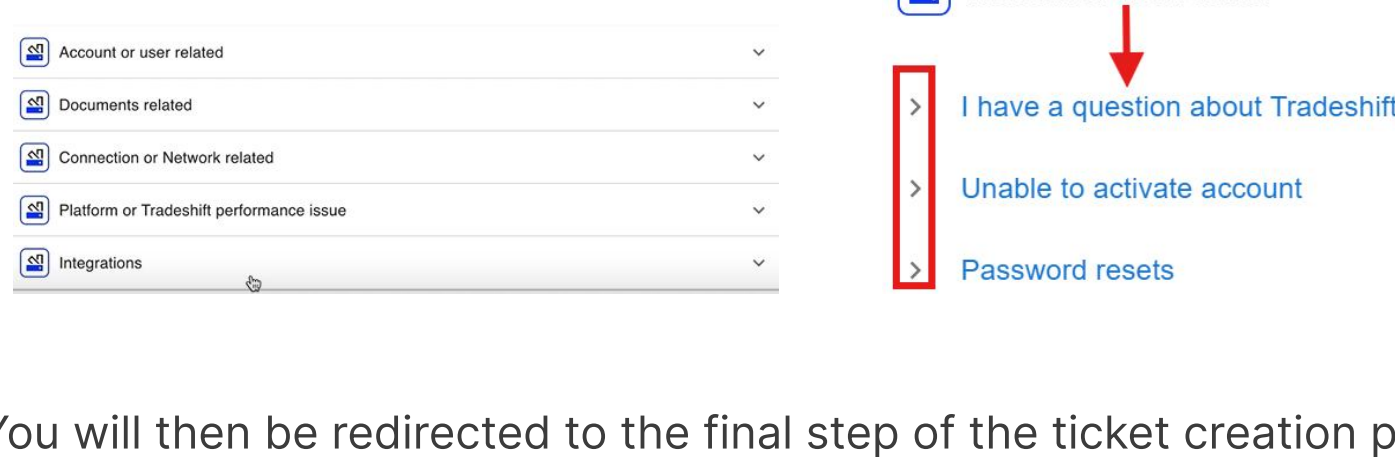 Account or user related
Documents related
Connection or Network related
Platform or Tradeshift performance issue
Integrations
I have a question about Tradeshift
Unable to activate account
Password resets
You will then be redirected to the final step of the ticket creation p